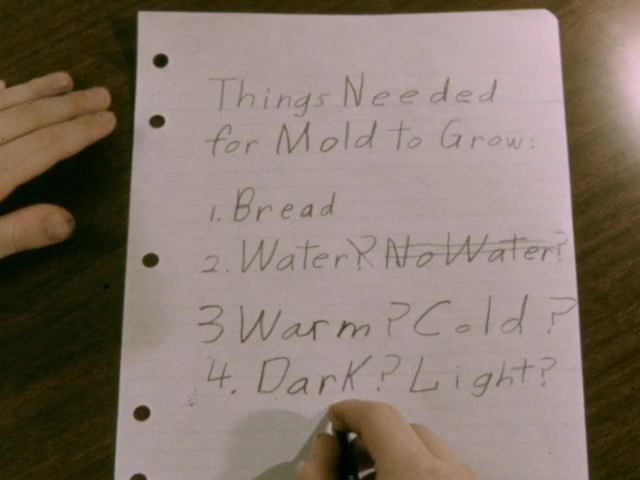 Things Needed
for Mold to Grow:
1. Bread
2. Water? No Water?
3 Warm? Cold?
4. Dark? Light?